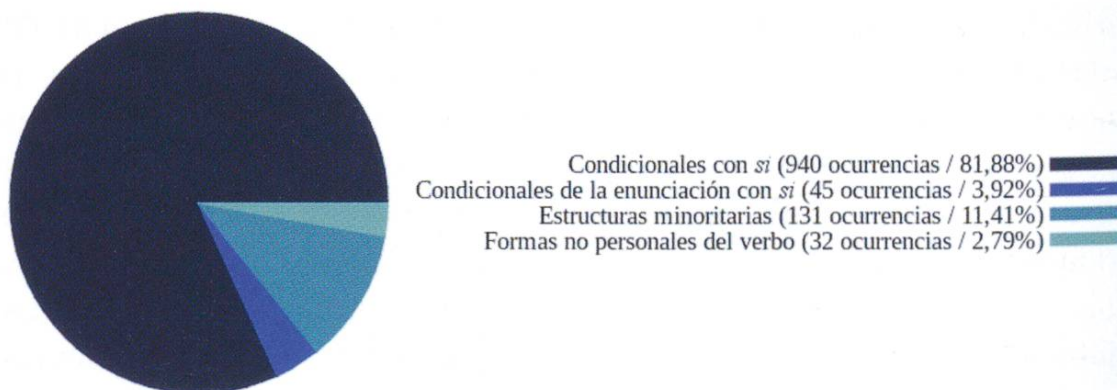 Condicionales con si (940 ocurrencias / 81,88%)
Condicionales de la enunciación con si (45 ocurrencias / 3,92%)
Estructuras minoritarias (131 ocurrencias / 11,41%)
Formas no personales del verbo (32 ocurrencias / 2,79%)